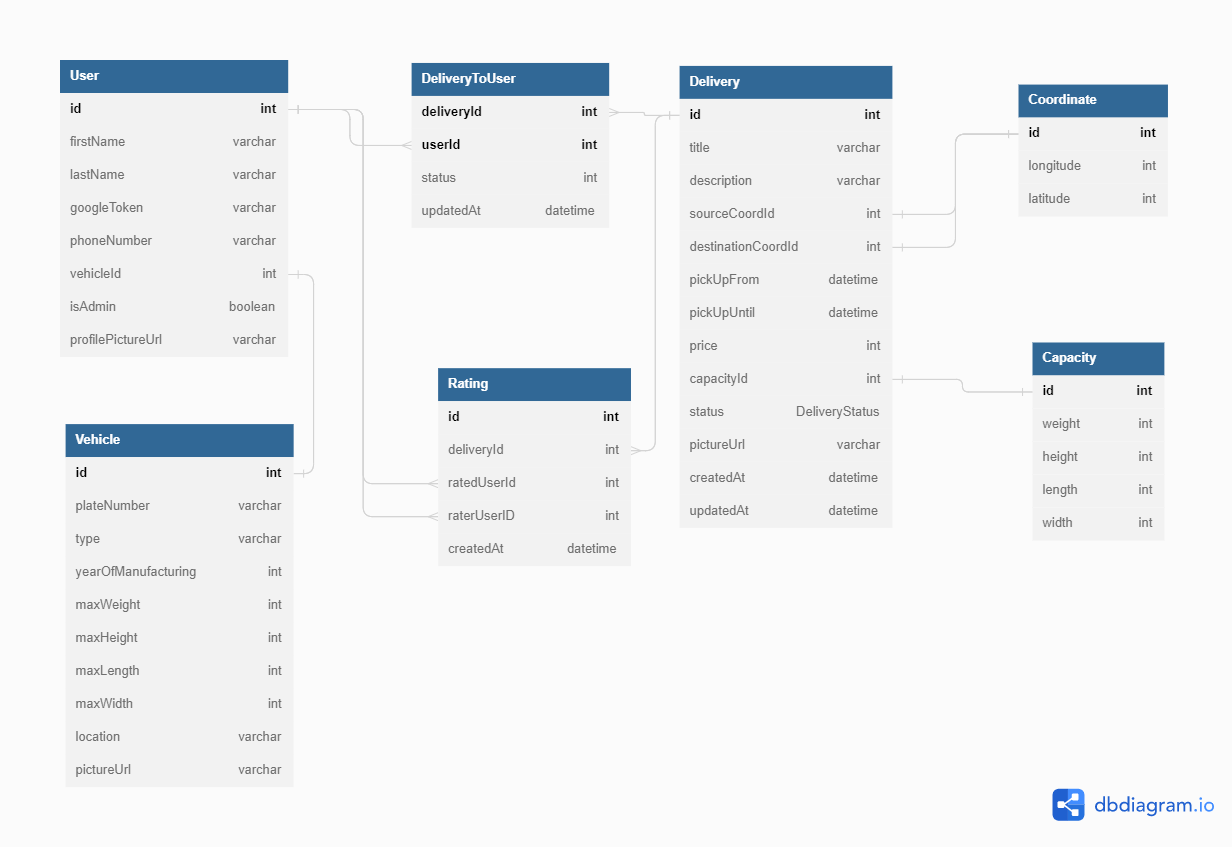 User
id int
firstName varchar
lastName varchar
googleToken varchar
phoneNumber varchar
vehicleId int
isAdmin boolean
profilePictureUrl varchar
DeliveryToUser
deliveryId int
userId int
status int
updatedAt datetime
Delivery
id int
title varchar
description varchar
sourceCoordId int
destinationCoordId int
pickUpFrom datetime
pickUpUntil datetime
price int
capacityId int
status DeliveryStatus
pictureUrl varchar
createdAt datetime
updatedAt datetime
Coordinate
id int
longitude int
latitude int
Capacity
id int
weight int
height int
length int
width int
Rating
id int
deliveryId int
ratedUserId int
raterUserID int
createdAt datetime
Vehicle
id int
plateNumber varchar
type varchar
yearOfManufacturing int
maxWeight int
maxHeight int
maxLength int
maxWidth int
location varchar
pictureUrl varchar
dbdiagram.io